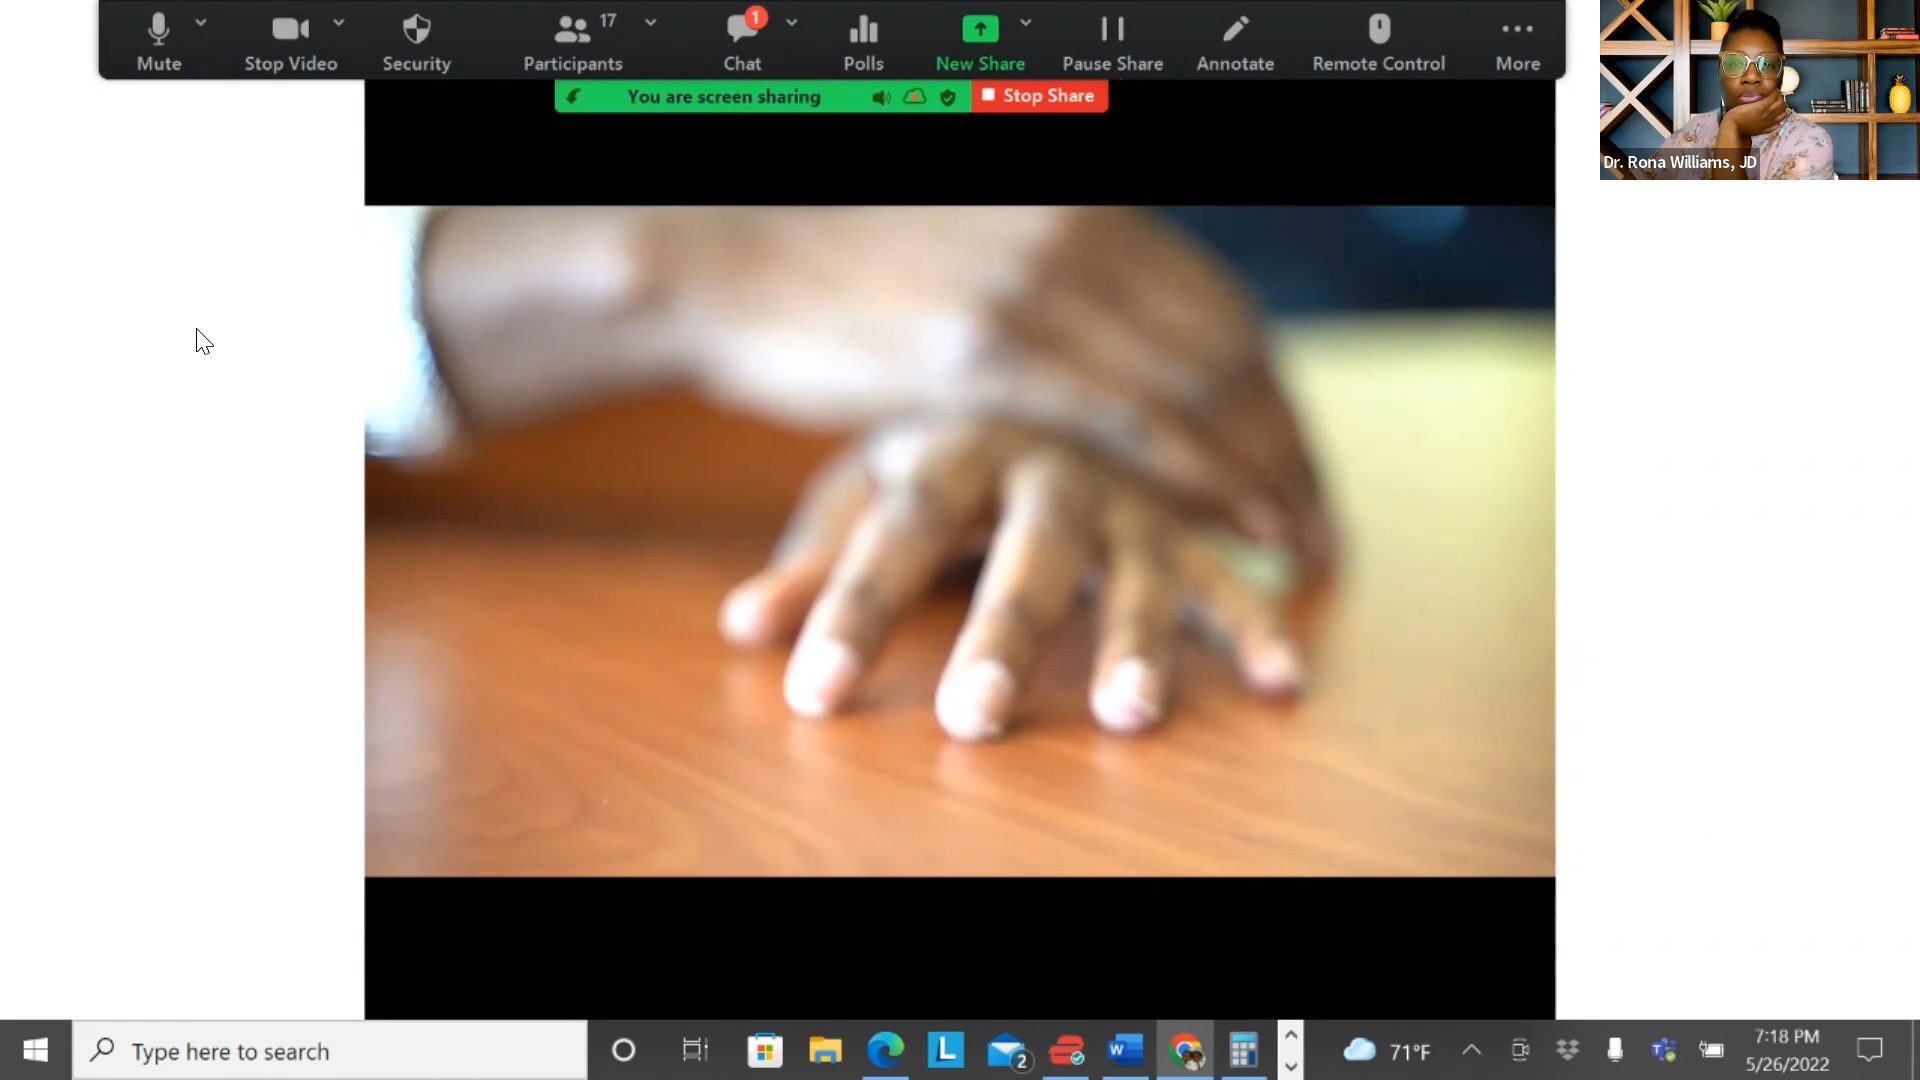 17
1
Mute
Stop Video
Security
Participants
Chat
Polls
New Share
Pause Share
Annotate
Remote Control
More
You are screen sharing
Stop Share
Dr. Rona Williams, JD
Type here to search
L
2
W
71°F
7:18 PM
5/26/2022